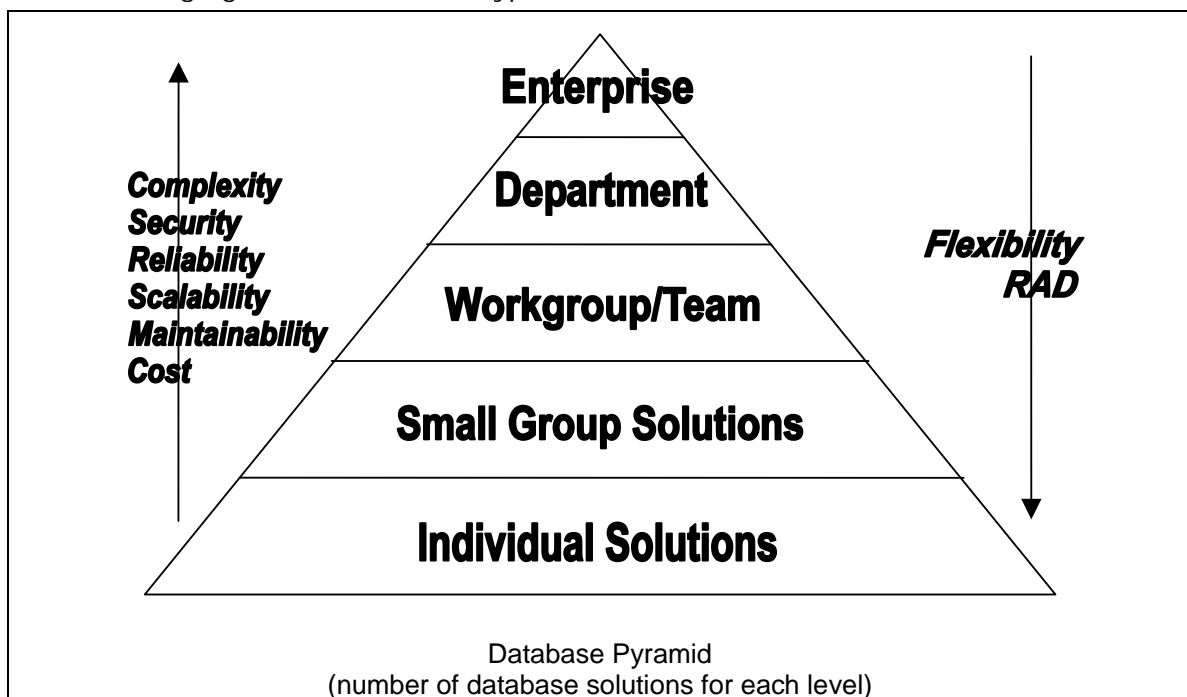 Enterprise
Department
Workgroup/Team
Small Group Solutions
Individual Solutions
Complexity
Security
Reliability
Scalability
Maintainability
Cost
Flexibility
RAD
Database Pyramid
(number of database solutions for each level)